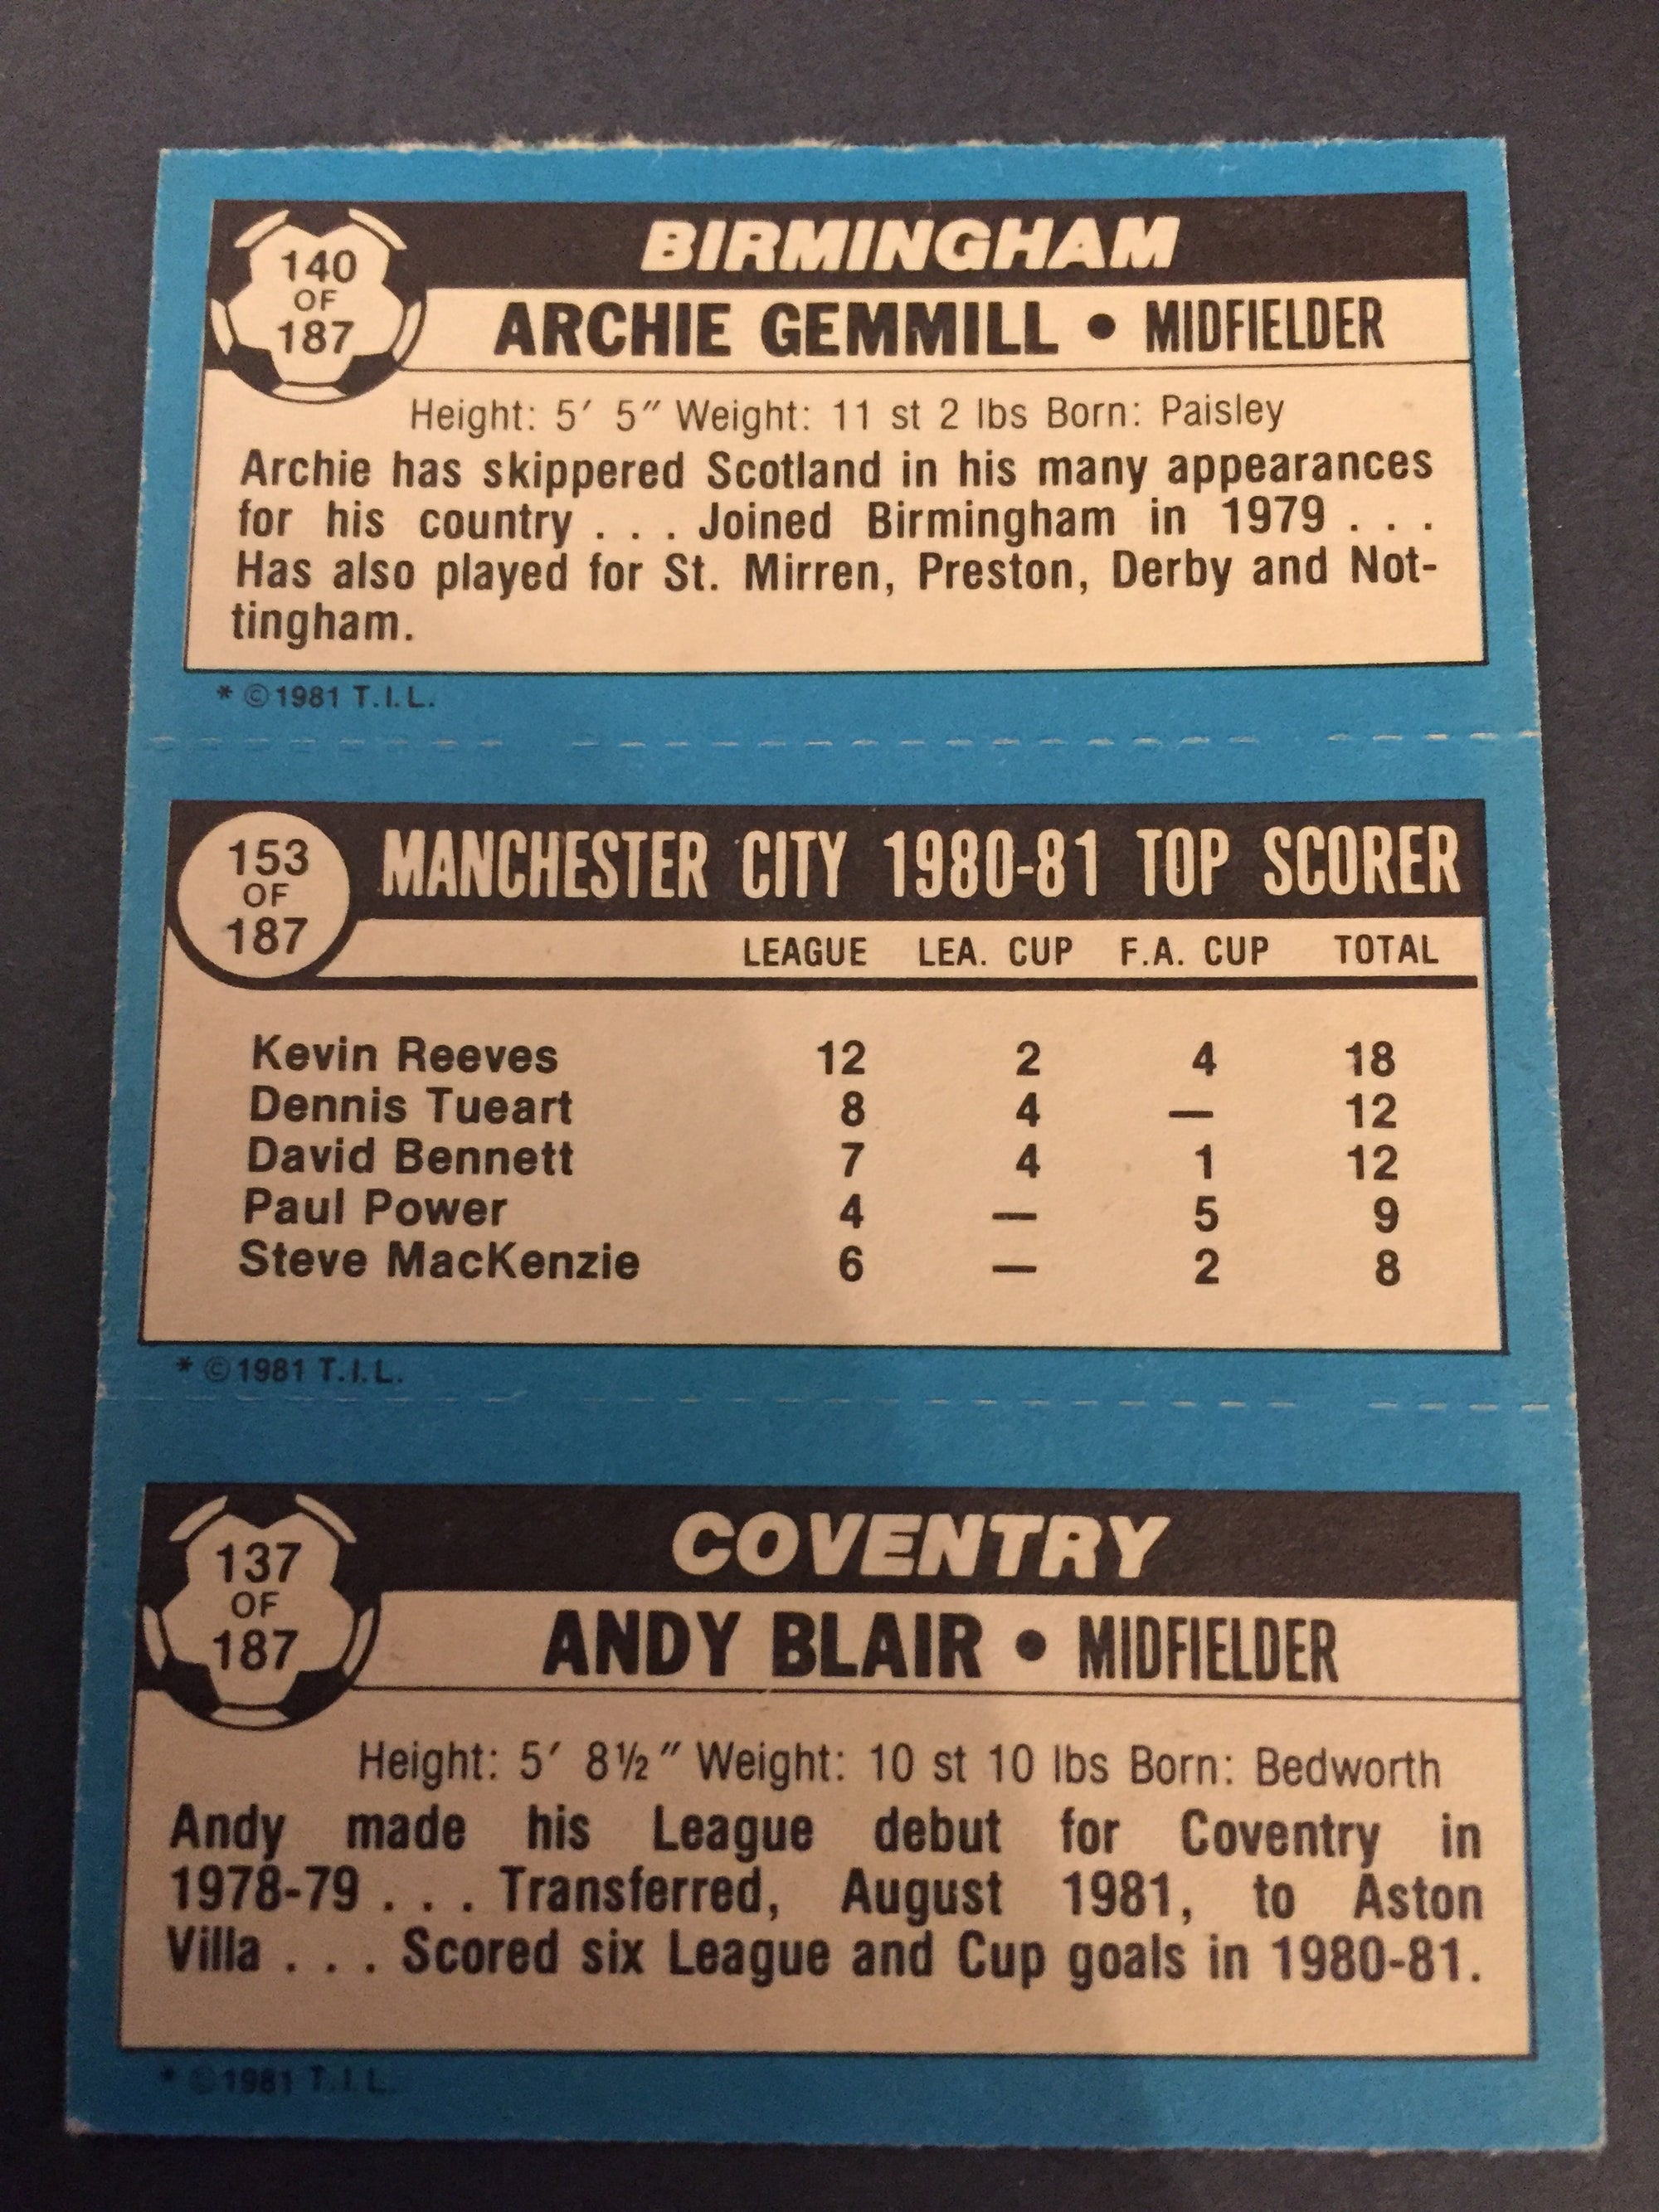 140
OF
187
BIRMINGHAM
ARCHIE GEMMILL • MIDFIELDER
Height: 5′ 5″ Weight: 11 st 2 lbs Born: Paisley
Archie has skippered Scotland in his many appearances
for his country . . . Joined Birmingham in 1979 . . .
Has also played for St. Mirren, Preston, Derby and Not-
tingham.
* ©1981 T.I.L.
153
OF
187
MANCHESTER CITY 1980-81 TOP SCORER
LEAGUE LEA. CUP F.A. CUP TOTAL
Kevin Reeves 12 2 4 18
Dennis Tueart 8 4 — 12
David Bennett 7 4 1 12
Paul Power 4 — 5 9
Steve MacKenzie 6 — 2 8
* ©1981 T.I.L.
137
OF
187
COVENTRY
ANDY BLAIR • MIDFIELDER
Height: 5′ 8½″ Weight: 10 st 10 lbs Born: Bedworth
Andy made his League debut for Coventry in
1978-79 . . . Transferred, August 1981, to Aston
Villa . . . Scored six League and Cup goals in 1980-81.
* ©1981 T.I.L.